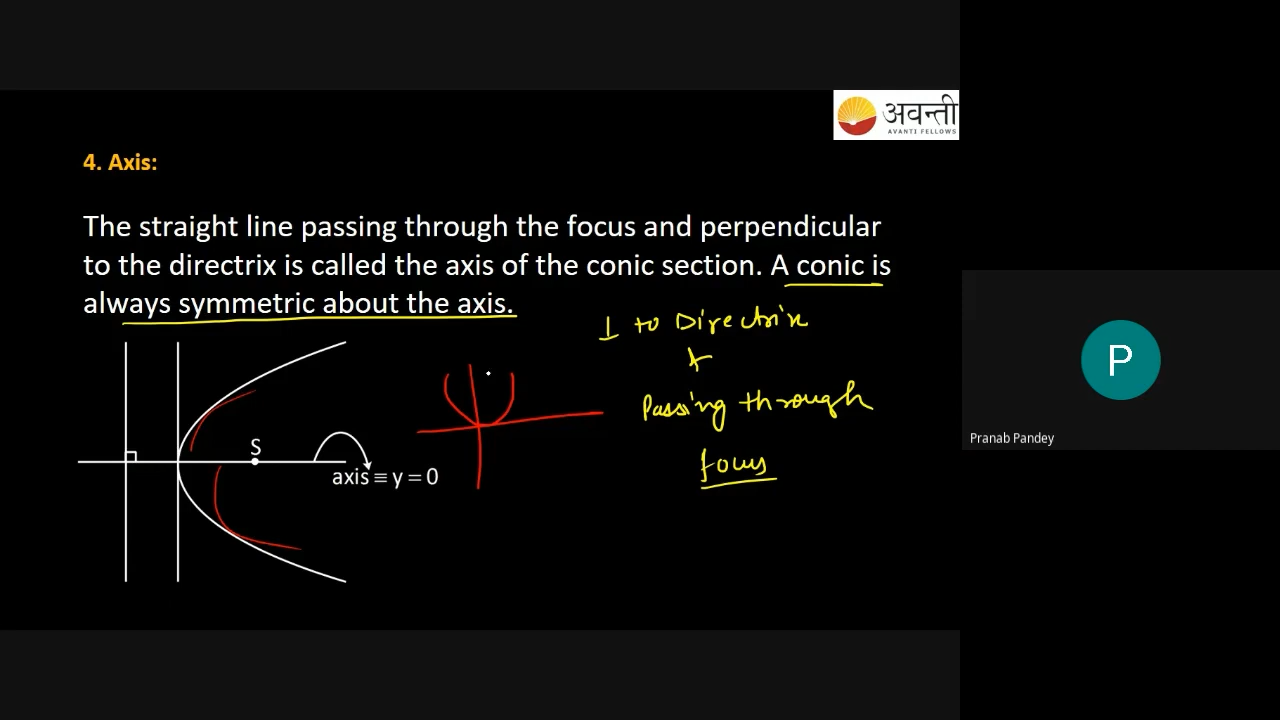 अवन्ती
AVANTI FELLOWS
4. Axis:
The straight line passing through the focus and perpendicular
to the directrix is called the axis of the conic section. A conic is
always symmetric about the axis.
⊥ to Directrix
&
Passing through
focus
S
axis ≡ y = 0
P
Pranab Pandey